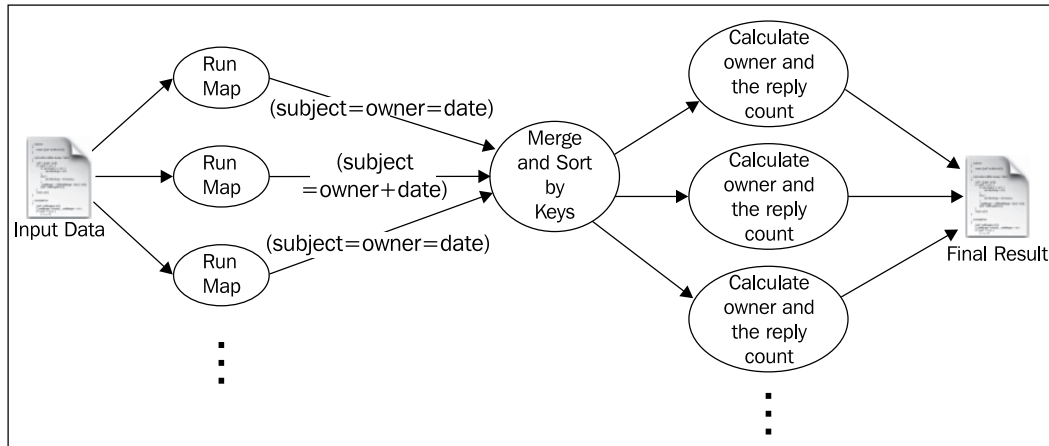 Input Data
Run
Map
Run
Map
Run
Map
(subject=owner=date)
(subject
=owner+date)
(subject=owner=date)
Merge
and Sort
by
Keys
Calculate
owner and
the reply
count
Calculate
owner and
the reply
count
Calculate
owner and
the reply
count
Final Result